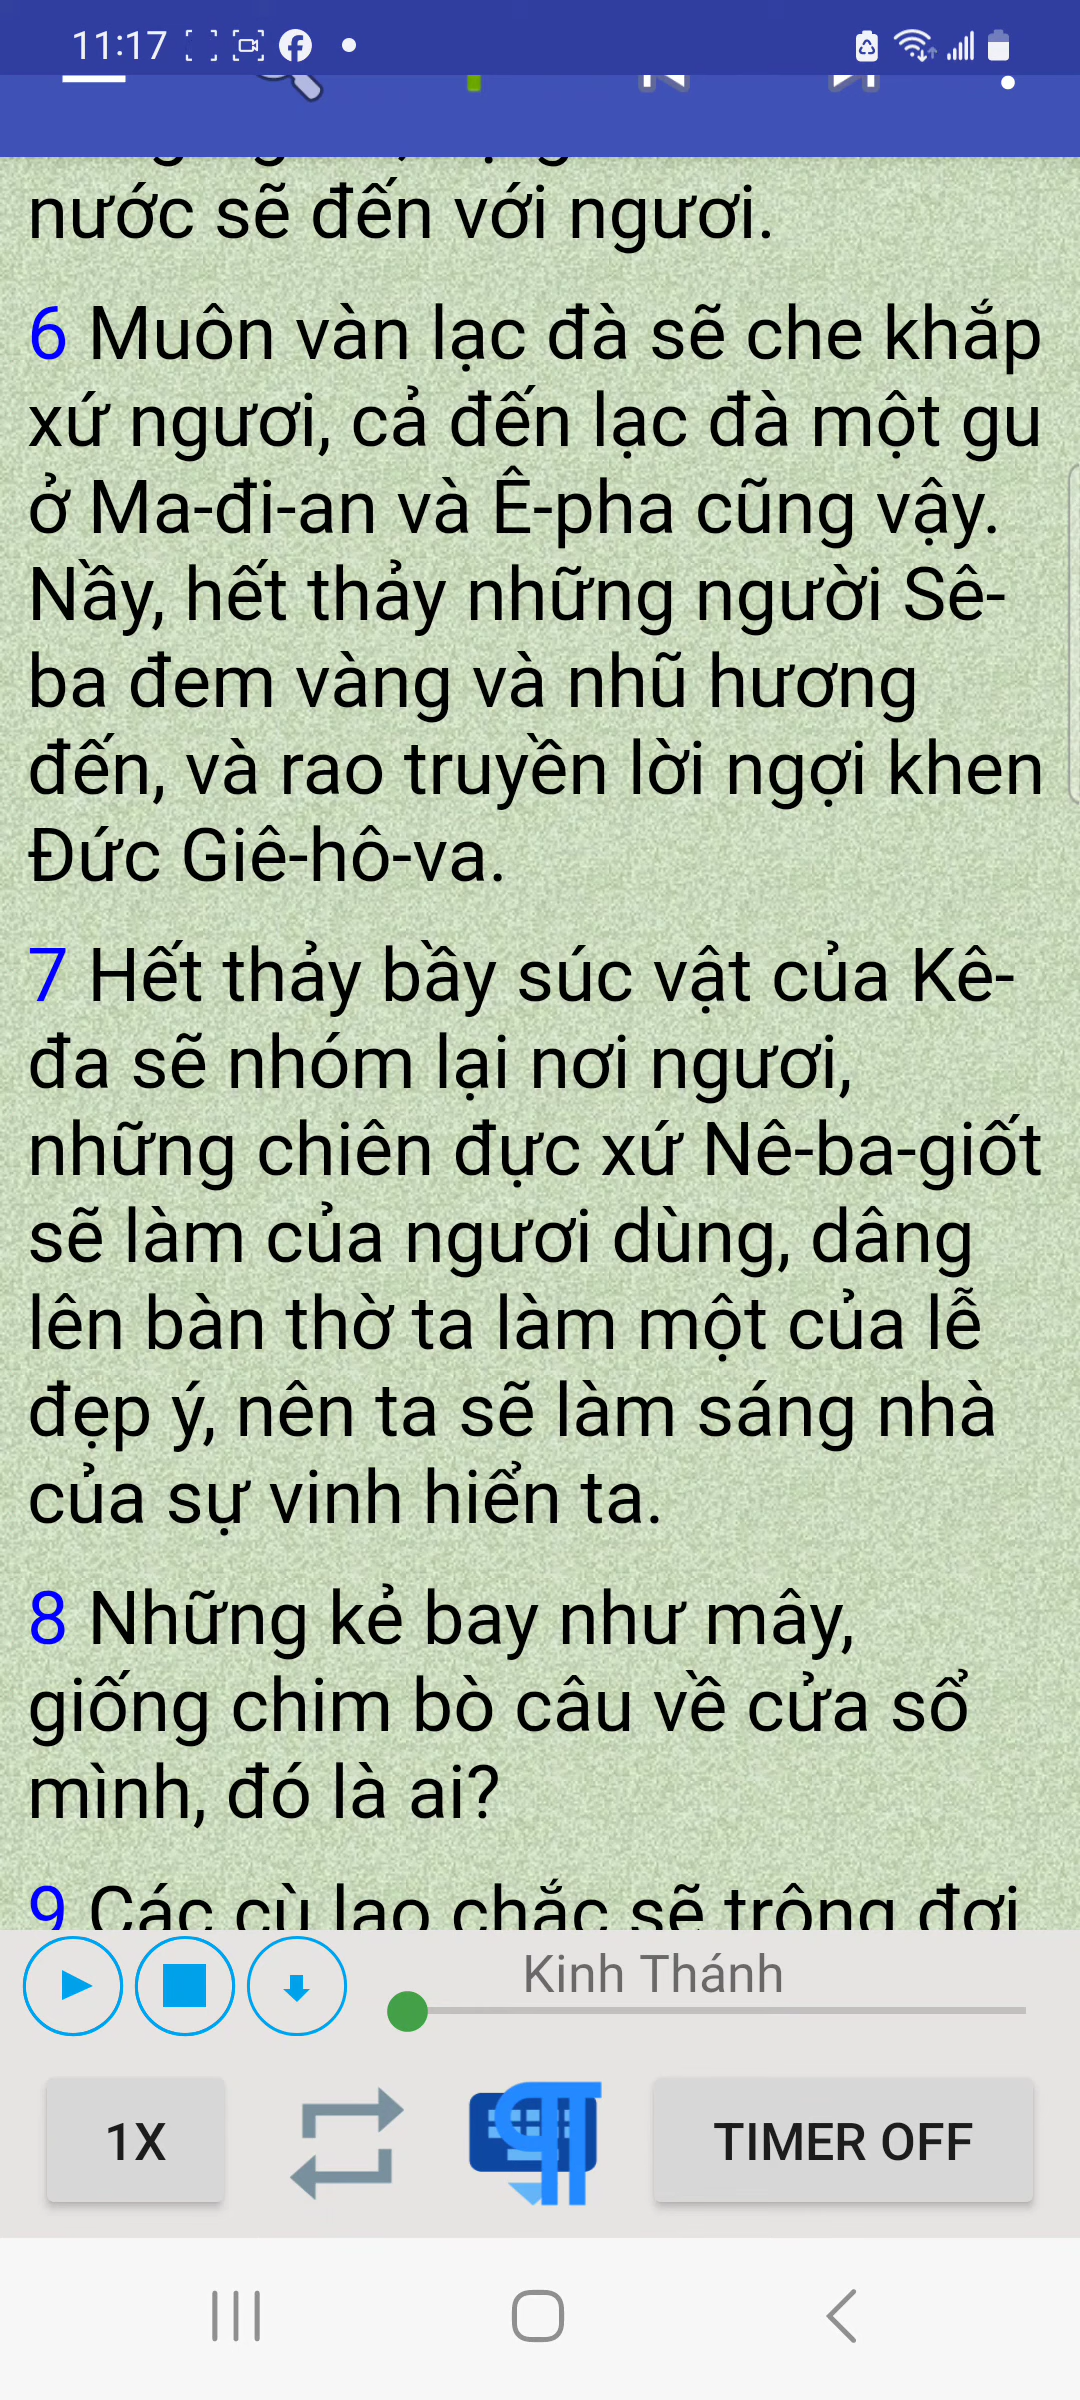 11:17
nước sẽ đến với ngươi.
6 Muôn vàn lạc đà sẽ che khắp
xứ ngươi, cả đến lạc đà một gu
ở Ma-đi-an và Ê-pha cũng vậy.
Nầy, hết thảy những người Sê-
ba đem vàng và nhũ hương
đến, và rao truyền lời ngợi khen
Đức Giê-hô-va.
7 Hết thảy bầy súc vật của Kê-
đa sẽ nhóm lại nơi ngươi,
những chiên đực xứ Nê-ba-giốt
sẽ làm của ngươi dùng, dâng
lên bàn thờ ta làm một của lễ
đẹp ý, nên ta sẽ làm sáng nhà
của sự vinh hiển ta.
8 Những kẻ bay như mây,
giống chim bò câu về cửa sổ
mình, đó là ai?
9 Các cù lao chắc sẽ trông đợi
Kinh Thánh
1X
TIMER OFF